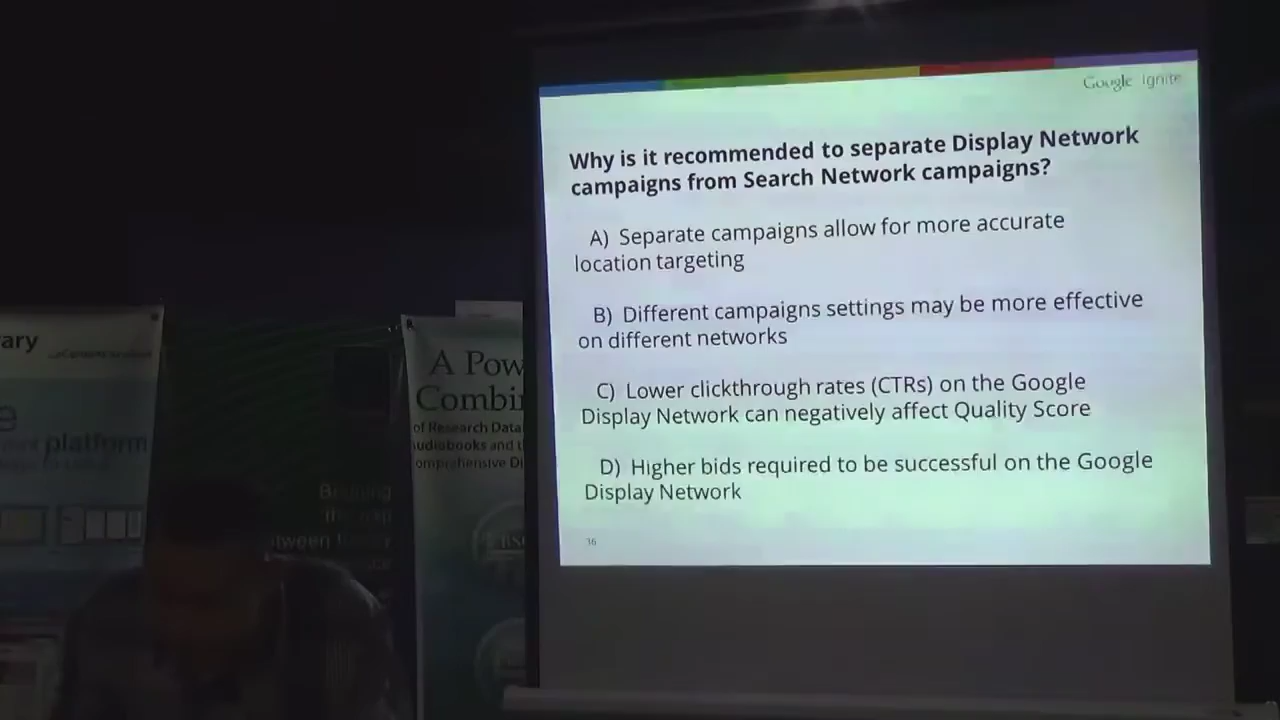 Google ignite
Why is it recommended to separate Display Network
campaigns from Search Network campaigns?
A) Separate campaigns allow for more accurate
location targeting
B) Different campaigns settings may be more effective
on different networks
C) Lower clickthrough rates (CTRs) on the Google
Display Network can negatively affect Quality Score
D) Higher bids required to be successful on the Google
Display Network
16
A Pow
Combi
of Research Data
udiobooks and t
omprehensive Di
ary
e
platform